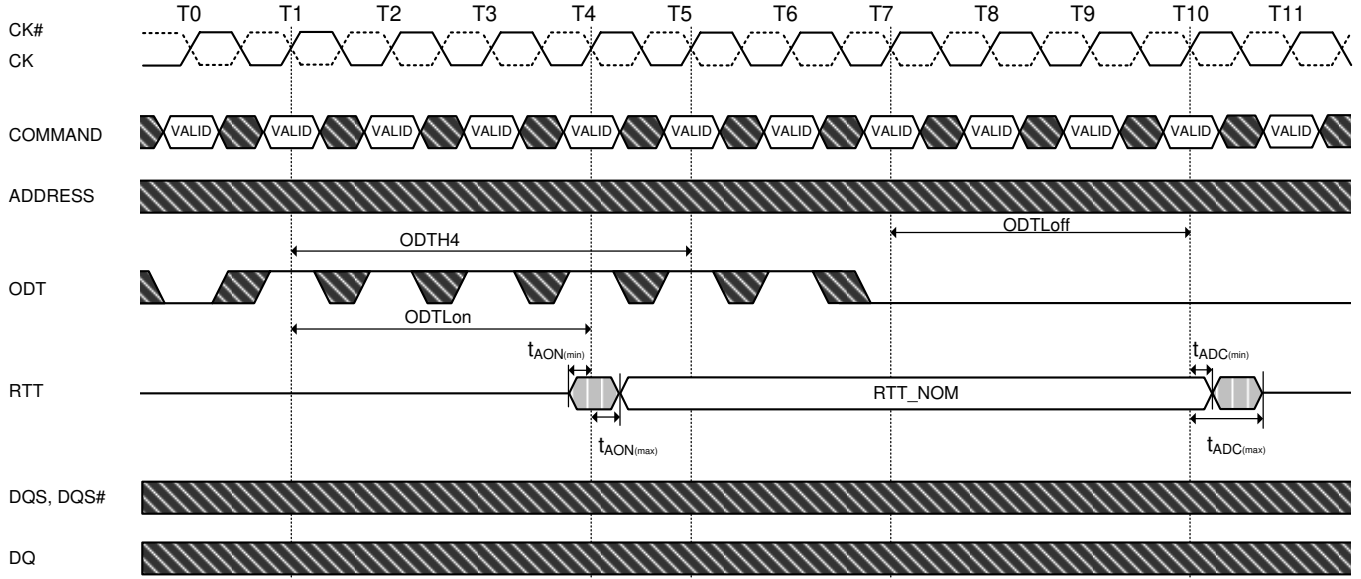 T0 T1 T2 T3 T4 T5 T6 T7 T8 T9 T10 T11
CK#
CK
COMMAND VALID VALID VALID VALID VALID VALID VALID VALID VALID VALID VALID VALID
ADDRESS
ODTLoff
ODTH4
ODT
ODTLon
tAON(min) tADC(min)
RTT RTT_NOM
tAON(max) tADC(max)
DQS, DQS#
DQ